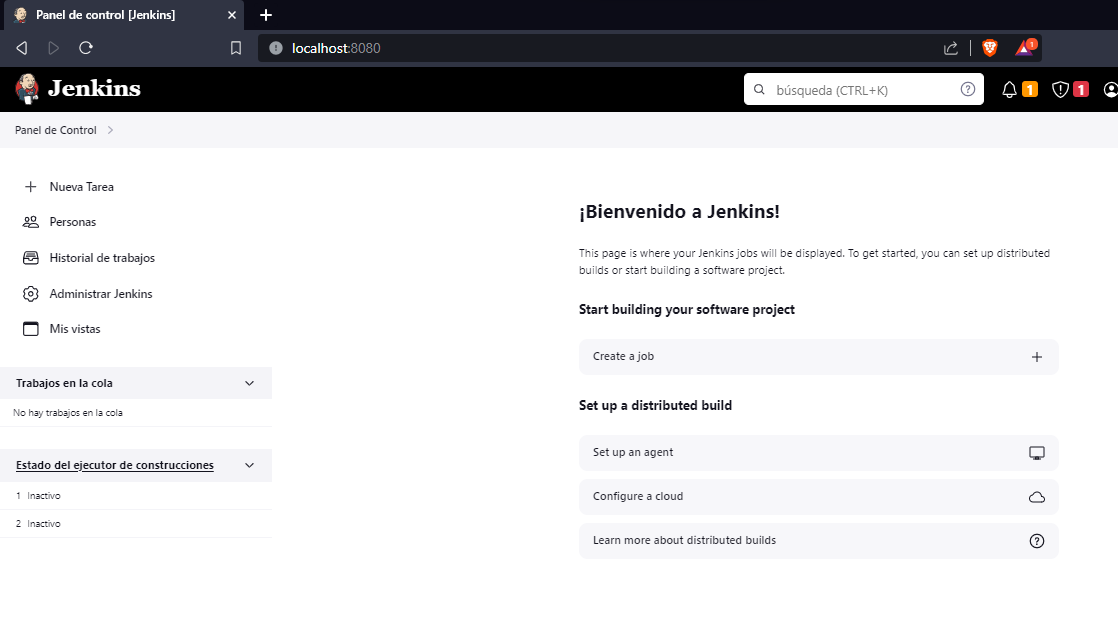 Panel de control [Jenkins]
localhost:8080
1
Jenkins
búsqueda (CTRL+K)
1
1
Panel de Control
Nueva Tarea
Personas
Historial de trabajos
Administrar Jenkins
Mis vistas
Trabajos en la cola
No hay trabajos en la cola
Estado del ejecutor de construcciones
1 Inactivo
2 Inactivo
¡Bienvenido a Jenkins!
This page is where your Jenkins jobs will be displayed. To get started, you can set up distributed
builds or start building a software project.
Start building your software project
Create a job
Set up a distributed build
Set up an agent
Configure a cloud
Learn more about distributed builds